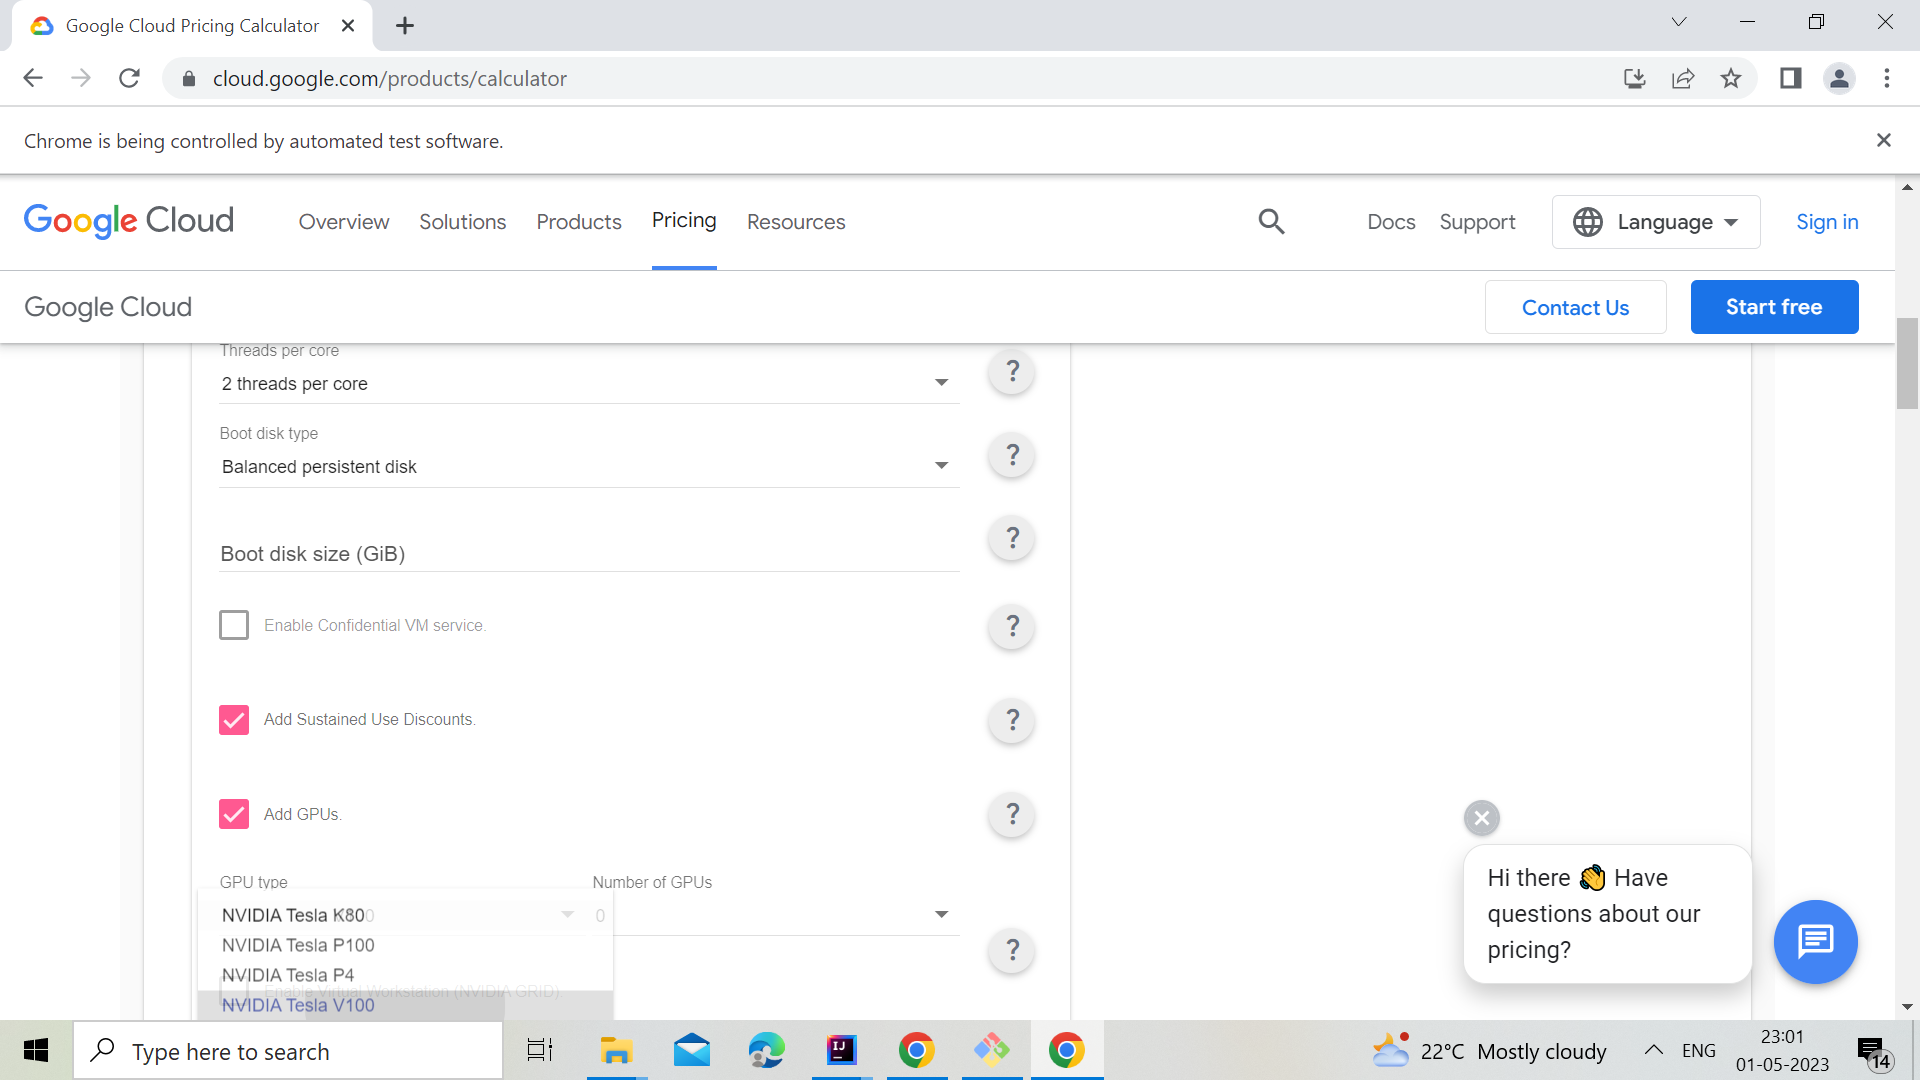 Google Cloud Pricing Calculator
cloud.google.com/products/calculator
Chrome is being controlled by automated test software.
Google Cloud
Overview
Solutions
Products
Pricing
Resources
Docs
Support
Language
Sign in
Google Cloud
Contact Us
Start free
Threads per core
2 threads per core
?
Boot disk type
Balanced persistent disk
?
Boot disk size (GiB)
?
Enable Confidential VM service.
?
Add Sustained Use Discounts.
?
Add GPUs.
?
GPU type
Number of GPUs
NVIDIA Tesla K80
0
NVIDIA Tesla P100
?
NVIDIA Tesla P4
Enable Virtual Workstation (NVIDIA GRID).
NVIDIA Tesla V100
Hi there 👋 Have
questions about our
pricing?
Type here to search
IJ
22°C Mostly cloudy
ENG
23:01
01-05-2023
14